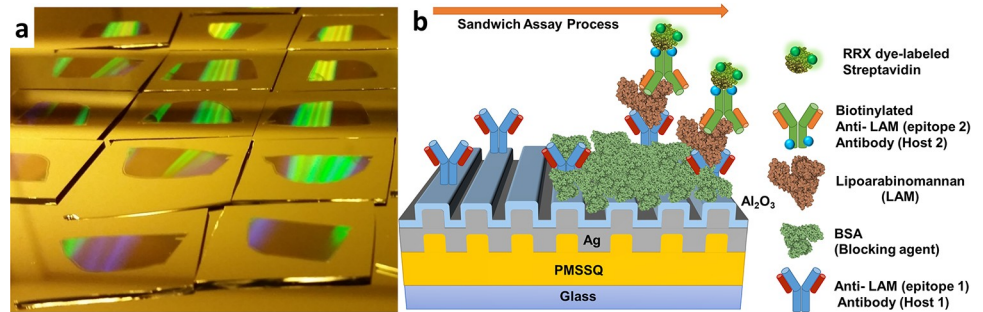 a
b
Sandwich Assay Process
RRX dye-labeled
Streptavidin
Biotinylated
Anti- LAM (epitope 2)
Antibody (Host 2)
Lipoarabinomannan
(LAM)
Al₂O₃
BSA
(Blocking agent)
Ag
PMSSQ
Glass
Anti- LAM (epitope 1)
Antibody (Host 1)